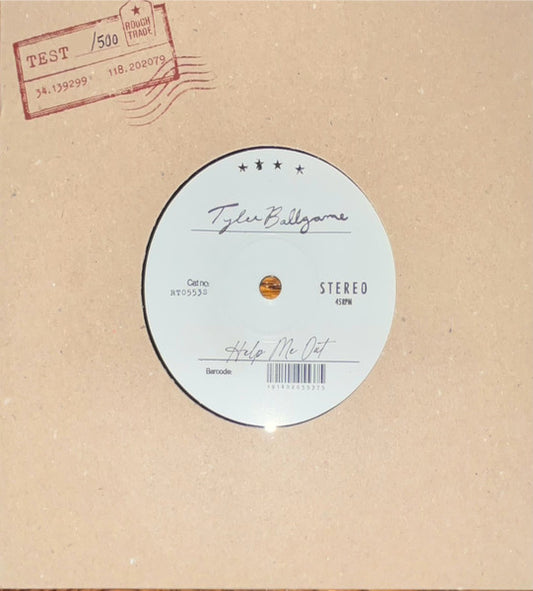 TEST /500
ROUGH
TRADE
34.139299° 118.202079
Tyler Ballgame
Cat no:
RT0553S
STEREO
45RPM
Help Me Out
Barcode: